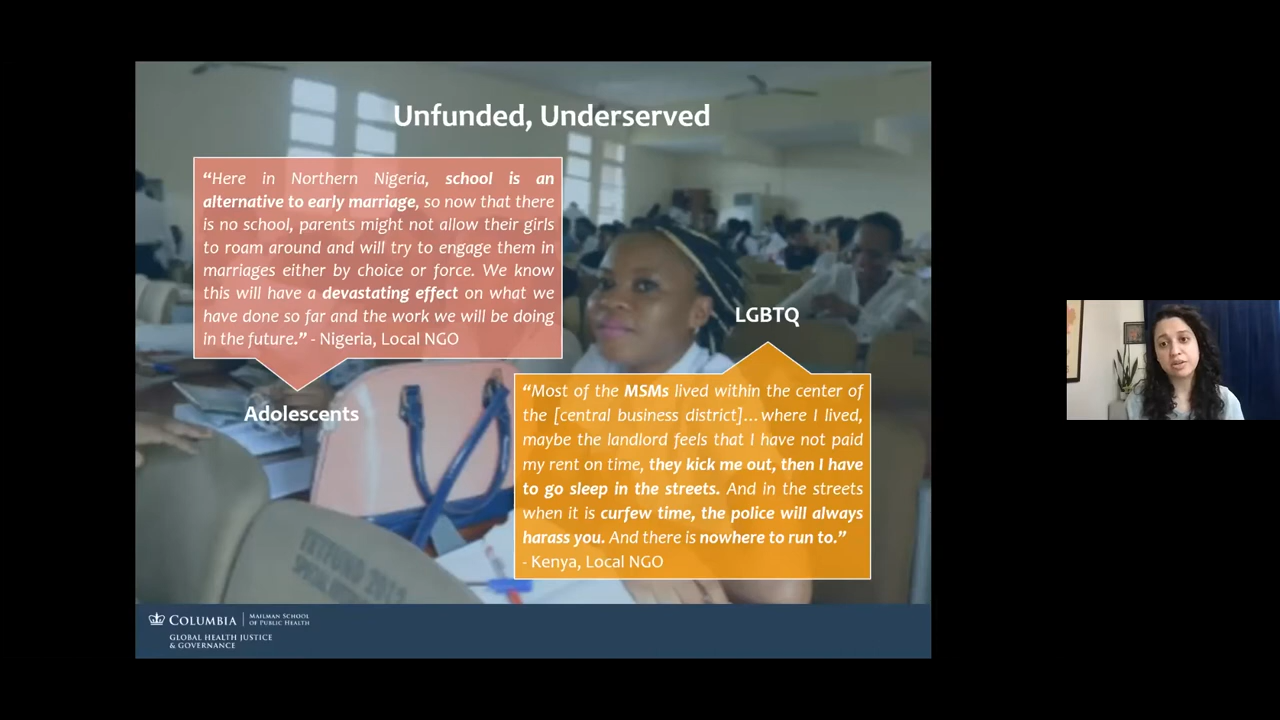 Unfunded, Underserved
“Here in Northern Nigeria, school is an
alternative to early marriage, so now that there
is no school, parents might not allow their girls
to roam around and will try to engage them in
marriages either by choice or force. We know
this will have a devastating effect on what we
have done so far and the work we will be doing
in the future.” - Nigeria, Local NGO
Adolescents
LGBTQ
“Most of the MSMs lived within the center of
the [central business district]…where I lived,
maybe the landlord feels that I have not paid
my rent on time, they kick me out, then I have
to go sleep in the streets. And in the streets
when it is curfew time, the police will always
harass you. And there is nowhere to run to.”
- Kenya, Local NGO
TETFUND 2012
SPECIAL
COLUMBIA
MAILMAN SCHOOL
OF PUBLIC HEALTH
GLOBAL HEALTH JUSTICE
& GOVERNANCE